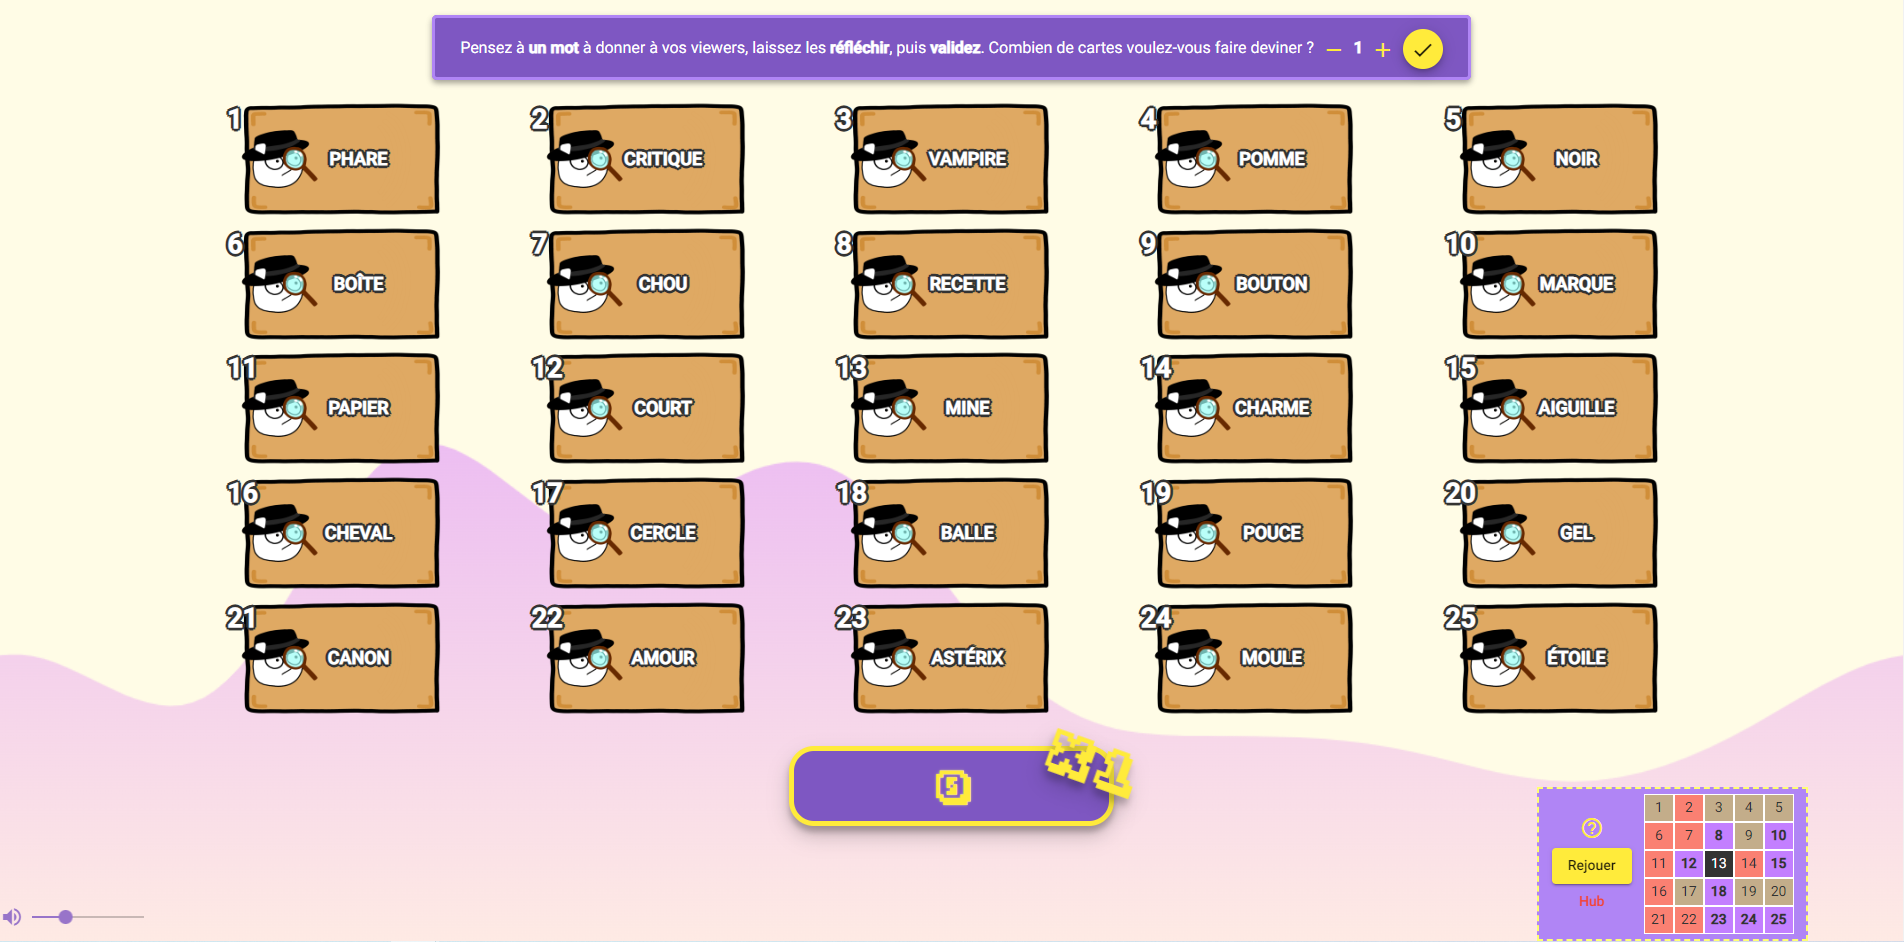 Pensez à un mot à donner à vos viewers, laissez les réfléchir, puis validez. Combien de cartes voulez-vous faire deviner ? − 1 +
1 PHARE
2 CRITIQUE
3 VAMPIRE
4 POMME
5 NOIR
6 BOÎTE
7 CHOU
8 RECETTE
9 BOUTON
10 MARQUE
11 PAPIER
12 COURT
13 MINE
14 CHARME
15 AIGUILLE
16 CHEVAL
17 CERCLE
18 BALLE
19 POUCE
20 GEL
21 CANON
22 AMOUR
23 ASTÉRIX
24 MOULE
25 ÉTOILE
0
x1
?
Rejouer
Hub
1 2 3 4 5
6 7 8 9 10
11 12 13 14 15
16 17 18 19 20
21 22 23 24 25